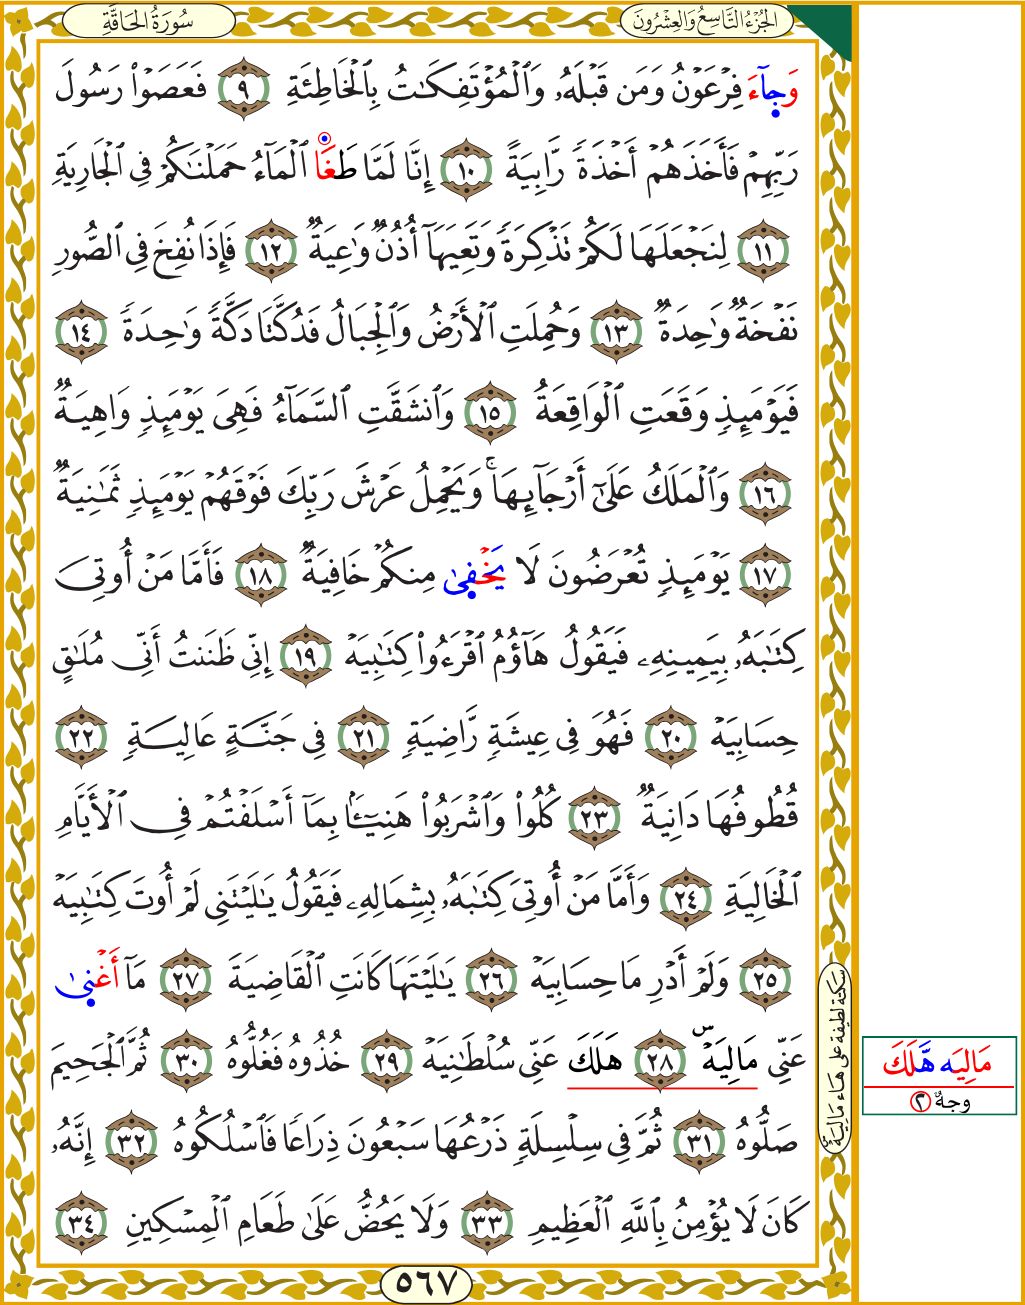 الجُزْءُ التَّاسِعُ وَالعِشْرُونَ
سُورَةُ الحَاقَّةِ
وَجَآءَ فِرْعَوْنُ وَمَن قَبْلَهُۥ وَٱلْمُؤْتَفِكَٰتُ بِٱلْخَاطِئَةِ ٩ فَعَصَوْا۟ رَسُولَ
رَبِّهِمْ فَأَخَذَهُمْ أَخْذَةً رَّابِيَةً ١٠ إِنَّا لَمَّا طَغَا ٱلْمَآءُ حَمَلْنَٰكُمْ فِى ٱلْجَارِيَةِ
١١ لِنَجْعَلَهَا لَكُمْ تَذْكِرَةً وَتَعِيَهَآ أُذُنٌ وَٰعِيَةٌ ١٢ فَإِذَا نُفِخَ فِى ٱلصُّورِ
نَفْخَةٌ وَٰحِدَةٌ ١٣ وَحُمِلَتِ ٱلْأَرْضُ وَٱلْجِبَالُ فَدُكَّتَا دَكَّةً وَٰحِدَةً ١٤
فَيَوْمَئِذٍ وَقَعَتِ ٱلْوَاقِعَةُ ١٥ وَٱنشَقَّتِ ٱلسَّمَآءُ فَهِىَ يَوْمَئِذٍ وَاهِيَةٌ
١٦ وَٱلْمَلَكُ عَلَىٰٓ أَرْجَآئِهَا ۚ وَيَحْمِلُ عَرْشَ رَبِّكَ فَوْقَهُمْ يَوْمَئِذٍ ثَمَٰنِيَةٌ
١٧ يَوْمَئِذٍ تُعْرَضُونَ لَا يَخْفَىٰ مِنكُمْ خَافِيَةٌ ١٨ فَأَمَّا مَنْ أُوتِىَ
كِتَٰبَهُۥ بِيَمِينِهِۦ فَيَقُولُ هَآؤُمُ ٱقْرَءُوا۟ كِتَٰبِيَهْ ١٩ إِنِّى ظَنَنتُ أَنِّى مُلَٰقٍ
حِسَابِيَهْ ٢٠ فَهُوَ فِى عِيشَةٍ رَّاضِيَةٍ ٢١ فِى جَنَّةٍ عَالِيَةٍ ٢٢
قُطُوفُهَا دَانِيَةٌ ٢٣ كُلُوا۟ وَٱشْرَبُوا۟ هَنِيٓـًٔۢا بِمَآ أَسْلَفْتُمْ فِى ٱلْأَيَّامِ
ٱلْخَالِيَةِ ٢٤ وَأَمَّا مَنْ أُوتِىَ كِتَٰبَهُۥ بِشِمَالِهِۦ فَيَقُولُ يَٰلَيْتَنِى لَمْ أُوتَ كِتَٰبِيَهْ
٢٥ وَلَمْ أَدْرِ مَا حِسَابِيَهْ ٢٦ يَٰلَيْتَهَا كَانَتِ ٱلْقَاضِيَةَ ٢٧ مَآ أَغْنَىٰ
عَنِّى مَالِيَهْ ۜ ٢٨ هَلَكَ عَنِّى سُلْطَٰنِيَهْ ٢٩ خُذُوهُ فَغُلُّوهُ ٣٠ ثُمَّ ٱلْجَحِيمَ
صَلُّوهُ ٣١ ثُمَّ فِى سِلْسِلَةٍ ذَرْعُهَا سَبْعُونَ ذِرَاعًا فَٱسْلُكُوهُ ٣٢ إِنَّهُۥ
كَانَ لَا يُؤْمِنُ بِٱللَّهِ ٱلْعَظِيمِ ٣٣ وَلَا يَحُضُّ عَلَىٰ طَعَامِ ٱلْمِسْكِينِ ٣٤
سكتة لطيفة على هاء مالية
مَالِيَه هَّلَكَ
وجهٌ ٢
٥٦٧